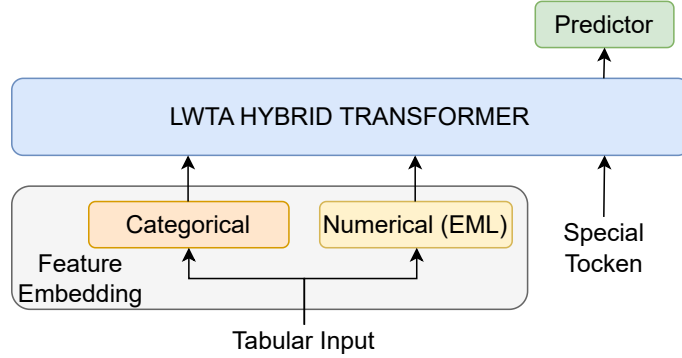 Predictor
LWTA HYBRID TRANSFORMER
Categorical
Numerical (EML)
Feature
Embedding
Special
Tocken
Tabular Input